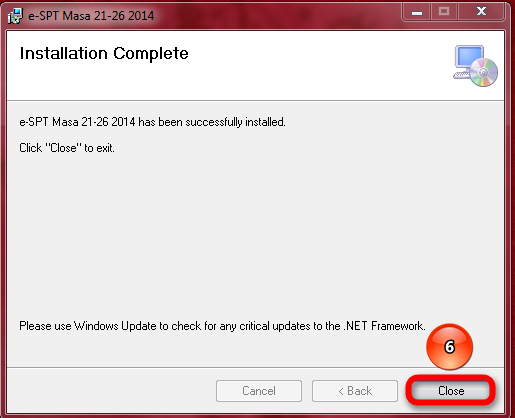 e-SPT Masa 21-26 2014
Installation Complete
e-SPT Masa 21-26 2014 has been successfully installed.
Click "Close" to exit.
Please use Windows Update to check for any critical updates to the .NET Framework.
6
Cancel
< Back
Close